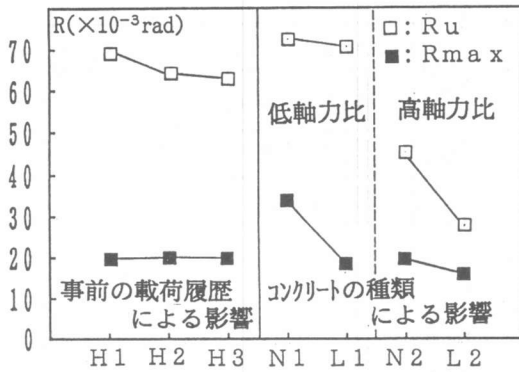 R(×10⁻³rad)
□: Ru
■: Rmax
70
60
50
40
30
20
10
0
低軸力比
高軸力比
事前の載荷履歴
による影響
コンクリートの種類
による影響
H1 H2 H3 N1 L1 N2 L2